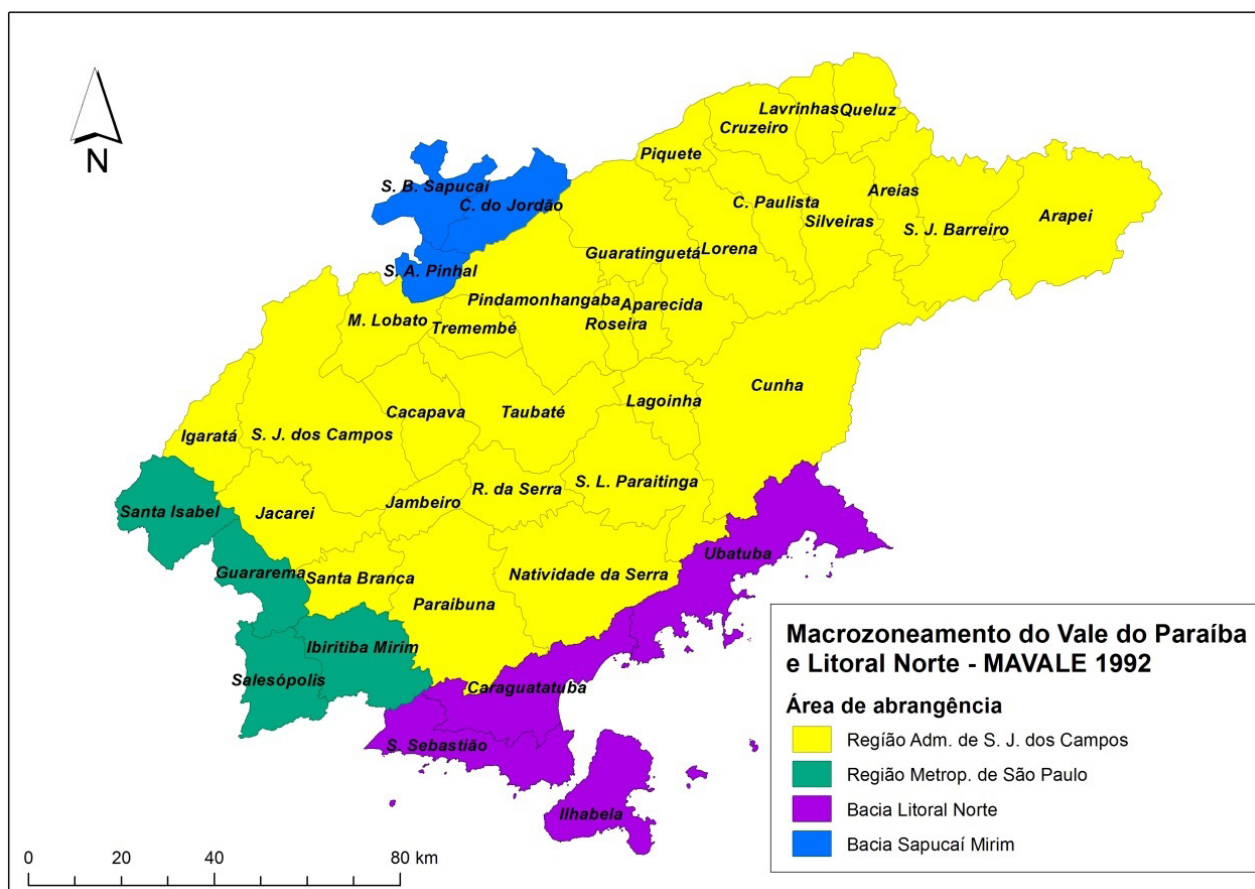 N
Lavrinhas
Queluz
Cruzeiro
Piquete
S. B. Sapucaí
C. do Jordão
Areias
C. Paulista
Silveiras
Arapei
S. J. Barreiro
Guaratinguetá
Lorena
S. A. Pinhal
Pindamonhangaba
Aparecida
M. Lobato
Tremembé
Roseira
Cunha
Lagoinha
Cacapava
Taubaté
Igaratá
S. J. dos Campos
S. L. Paraitinga
R. da Serra
Jambeiro
Santa Isabel
Jacarei
Ubatuba
Guararema
Santa Branca
Natividade da Serra
Paraibuna
Ibiritiba Mirim
Salesópolis
Caraguatatuba
S. Sebastião
Ilhabela
Macrozoneamento do Vale do Paraíba
e Litoral Norte - MAVALE 1992
Área de abrangência
Regíão Adm. de S. J. dos Campos
Região Metrop. de São Paulo
Bacia Litoral Norte
Bacia Sapucaí Mirim
0 20 40 80 km